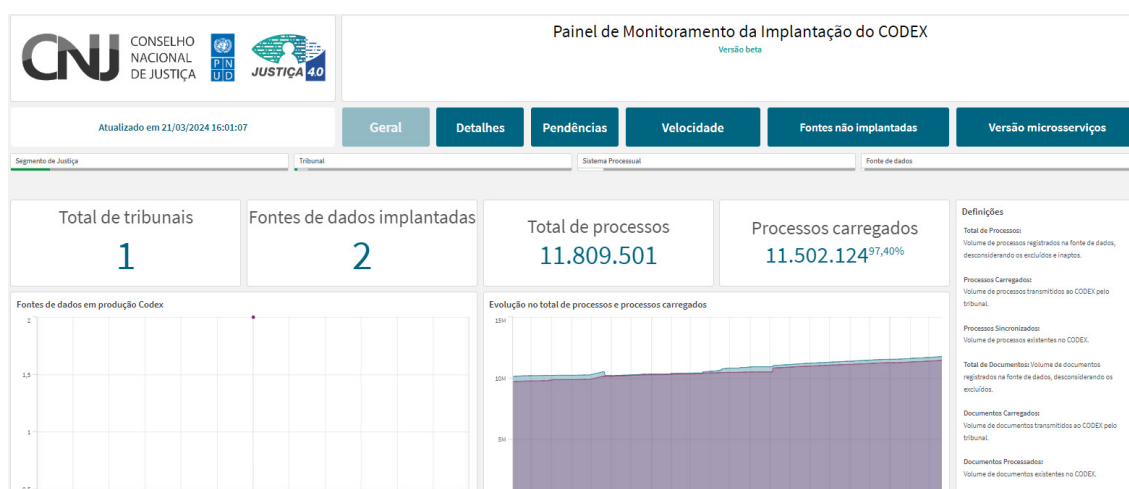 CNJ
CONSELHO
NACIONAL
DE JUSTIÇA
P N
U D
JUSTIÇA 4.0
Painel de Monitoramento da Implantação do CODEX
Versão beta
Atualizado em 21/03/2024 16:01:07
Geral
Detalhes
Pendências
Velocidade
Fontes não implantadas
Versão microsserviços
Segmento de Justiça
Tribunal
Sistema Processual
Fonte de dados
Total de tribunais
1
Fontes de dados implantadas
2
Total de processos
11.809.501
Processos carregados
11.502.124 97,40%
Definições
Total de Processos:
Volume de processos registrados na fonte de dados,
desconsiderando os excluídos e inaptos.
Processos Carregados:
Volume de processos transmitidos ao CODEX pelo
tribunal.
Processos Sincronizados:
Volume de processos existentes no CODEX.
Total de Documentos: Volume de documentos
registrados na fonte de dados, desconsiderando os
excluídos.
Documentos Carregados:
Volume de documentos transmitidos ao CODEX pelo
tribunal.
Documentos Processados:
Volume de documentos existentes no CODEX.
Fontes de dados em produção Codex
2
1,5
1
0,5
Evolução no total de processos e processos carregados
15M
10M
5M